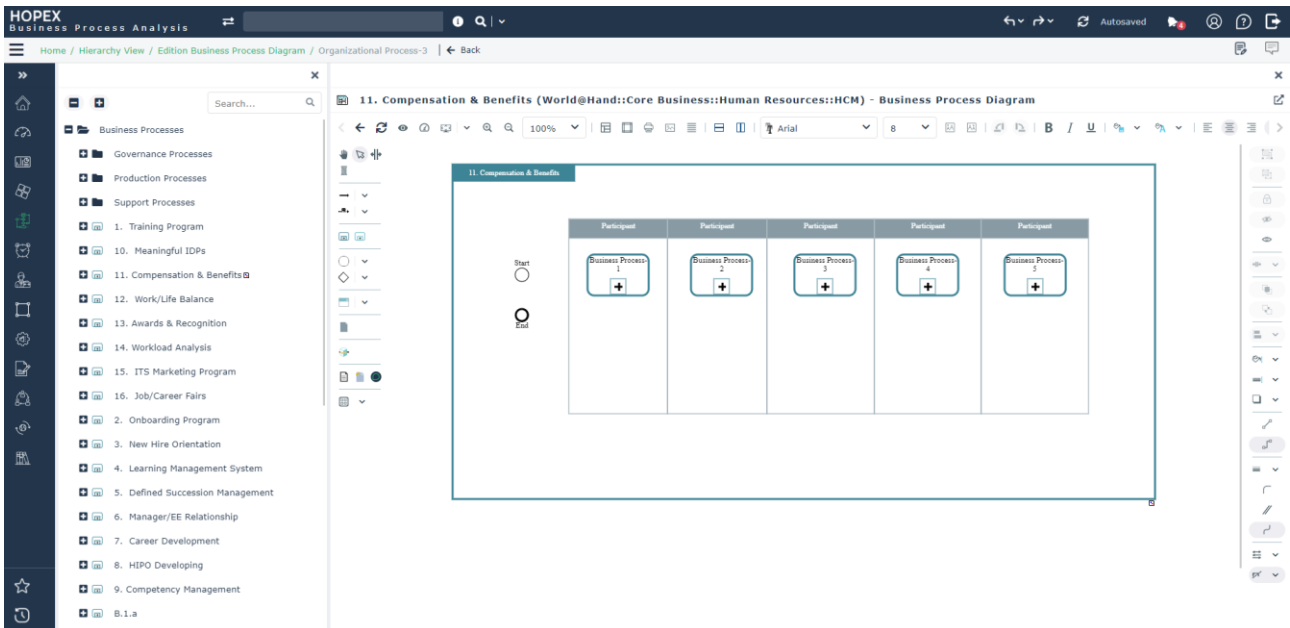 HOPEX
Business Process Analysis
Autosaved
4
Home / Hierarchy View / Edition Business Process Diagram / Organizational Process-3
Back
Search...
Business Processes
Governance Processes
Production Processes
Support Processes
1. Training Program
10. Meaningful IDPs
11. Compensation & Benefits
12. Work/Life Balance
13. Awards & Recognition
14. Workload Analysis
15. ITS Marketing Program
16. Job/Career Fairs
2. Onboarding Program
3. New Hire Orientation
4. Learning Management System
5. Defined Succession Management
6. Manager/EE Relationship
7. Career Development
8. HIPO Developing
9. Competency Management
B.1.a
11. Compensation & Benefits (World@Hand::Core Business::Human Resources::HCM) - Business Process Diagram
100%
Arial
8
B I U
11. Compensation & Benefits
Participant Participant Participant Participant Participant
Start
End
Business Process-
1
Business Process-
2
Business Process-
3
Business Process-
4
Business Process-
5